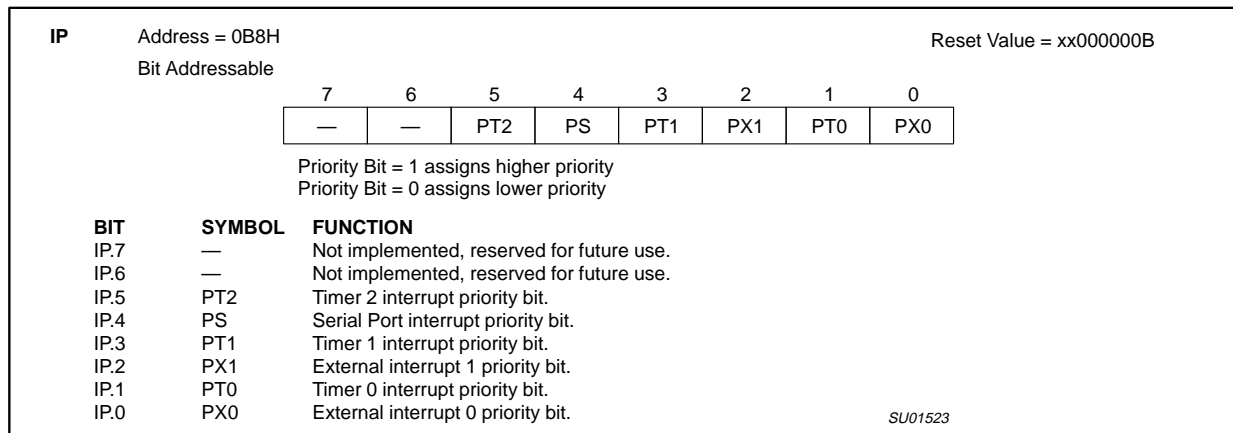 IP Address = 0B8H Reset Value = xx000000B
Bit Addressable
7 6 5 4 3 2 1 0
— — PT2 PS PT1 PX1 PT0 PX0
Priority Bit = 1 assigns higher priority
Priority Bit = 0 assigns lower priority
BIT SYMBOL FUNCTION
IP.7 — Not implemented, reserved for future use.
IP.6 — Not implemented, reserved for future use.
IP.5 PT2 Timer 2 interrupt priority bit.
IP.4 PS Serial Port interrupt priority bit.
IP.3 PT1 Timer 1 interrupt priority bit.
IP.2 PX1 External interrupt 1 priority bit.
IP.1 PT0 Timer 0 interrupt priority bit.
IP.0 PX0 External interrupt 0 priority bit.
SU01523